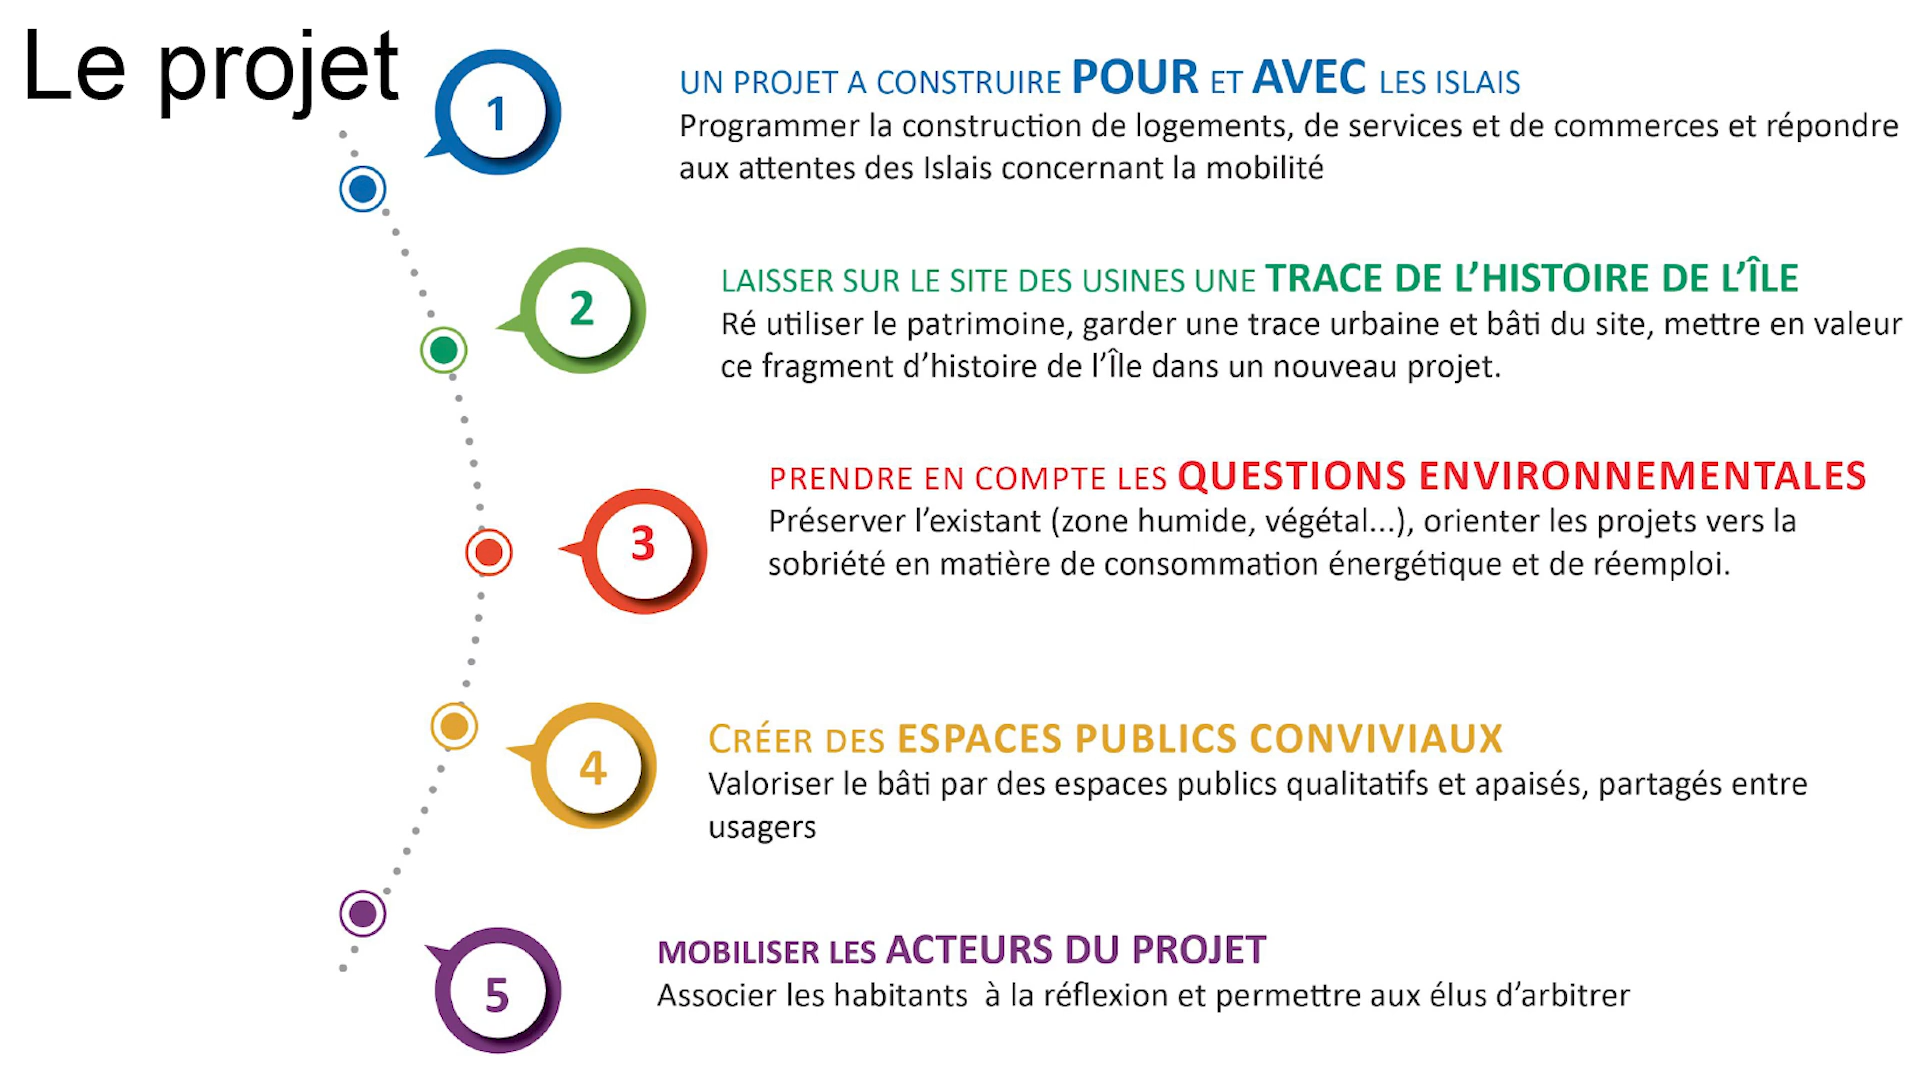 Le projet
1
UN PROJET A CONSTRUIRE POUR ET AVEC LES ISLAIS
Programmer la construction de logements, de services et de commerces et répondre
aux attentes des Islais concernant la mobilité
2
LAISSER SUR LE SITE DES USINES UNE TRACE DE L’HISTOIRE DE L’ÎLE
Ré utiliser le patrimoine, garder une trace urbaine et bâti du site, mettre en valeur
ce fragment d’histoire de l’Île dans un nouveau projet.
3
PRENDRE EN COMPTE LES QUESTIONS ENVIRONNEMENTALES
Préserver l’existant (zone humide, végétal...), orienter les projets vers la
sobriété en matière de consommation énergétique et de réemploi.
4
CRÉER DES ESPACES PUBLICS CONVIVIAUX
Valoriser le bâti par des espaces publics qualitatifs et apaisés, partagés entre
usagers
5
MOBILISER LES ACTEURS DU PROJET
Associer les habitants  à la réflexion et permettre aux élus d’arbitrer